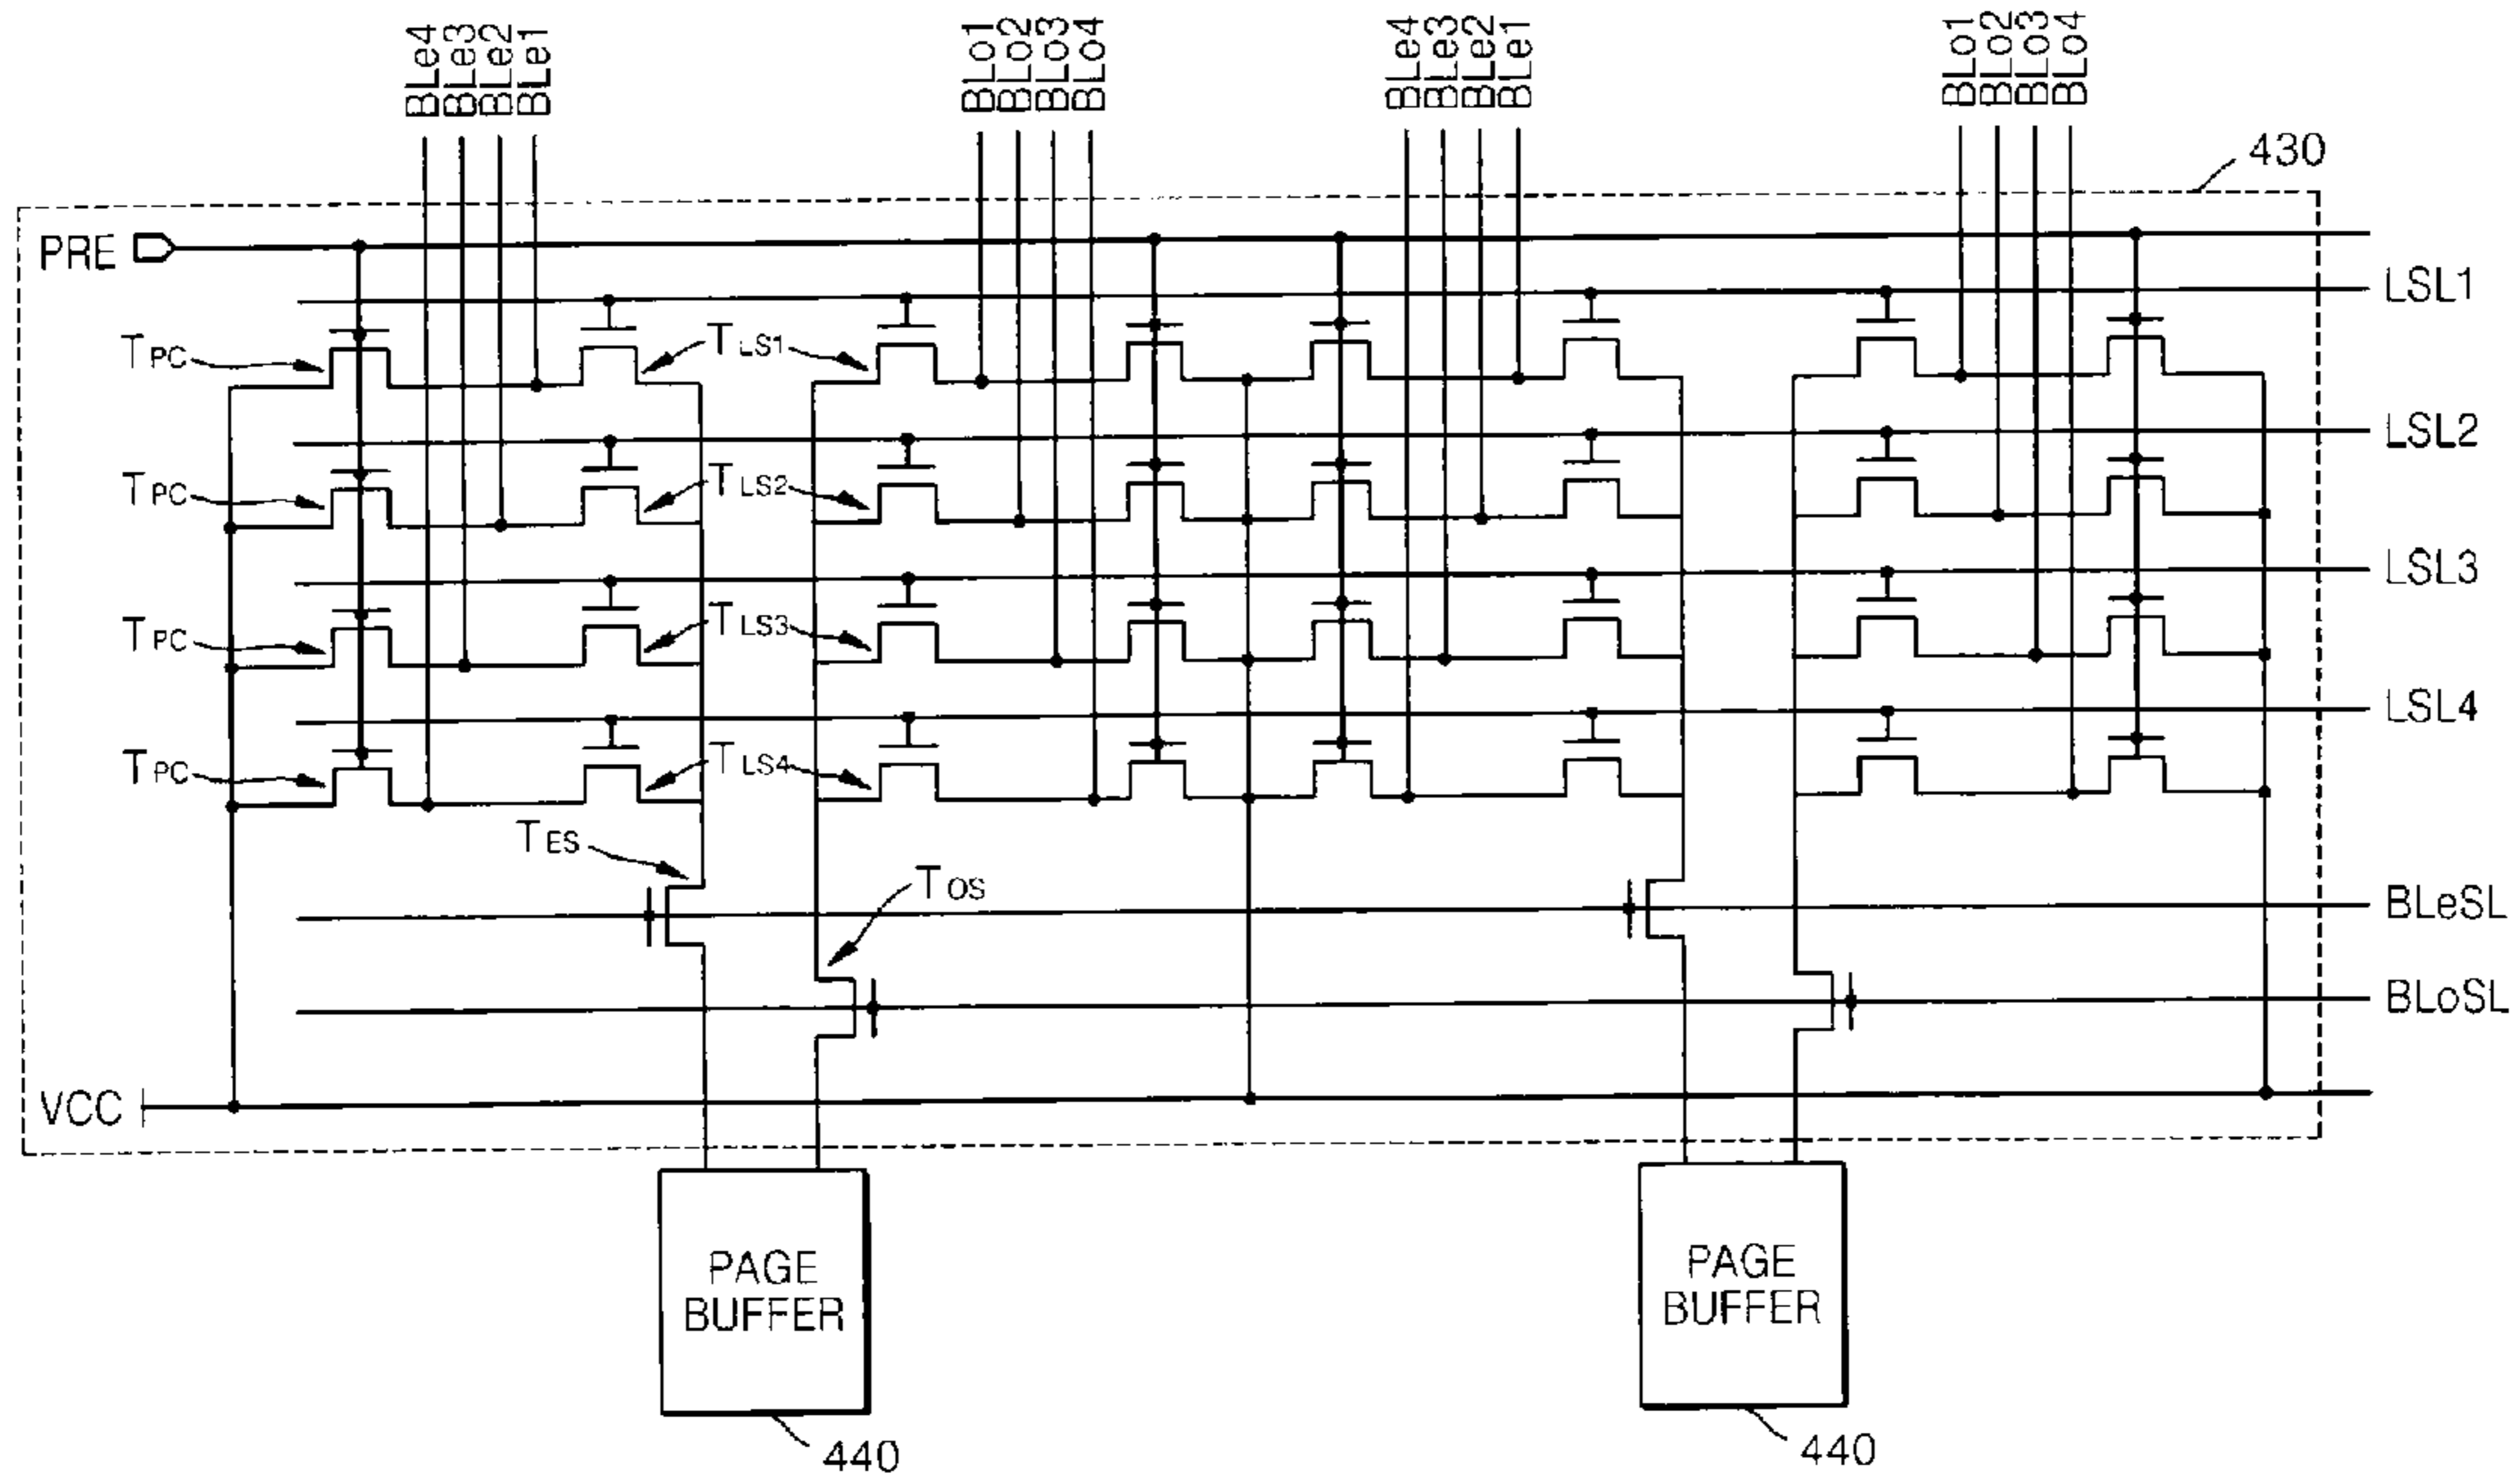 BLe4
BLe3
BLe2
BLe1
BLo1
BLo2
BLo3
BLo4
BLe4
BLe3
BLe2
BLe1
BLo1
BLo2
BLo3
BLo4
430
PRE
LSL1
TPC
TLS1
LSL2
TPC
TLS2
LSL3
TPC
TLS3
LSL4
TPC
TLS4
TES
TOS
BLeSL
BLoSL
VCC
PAGE
BUFFER
PAGE
BUFFER
440
440